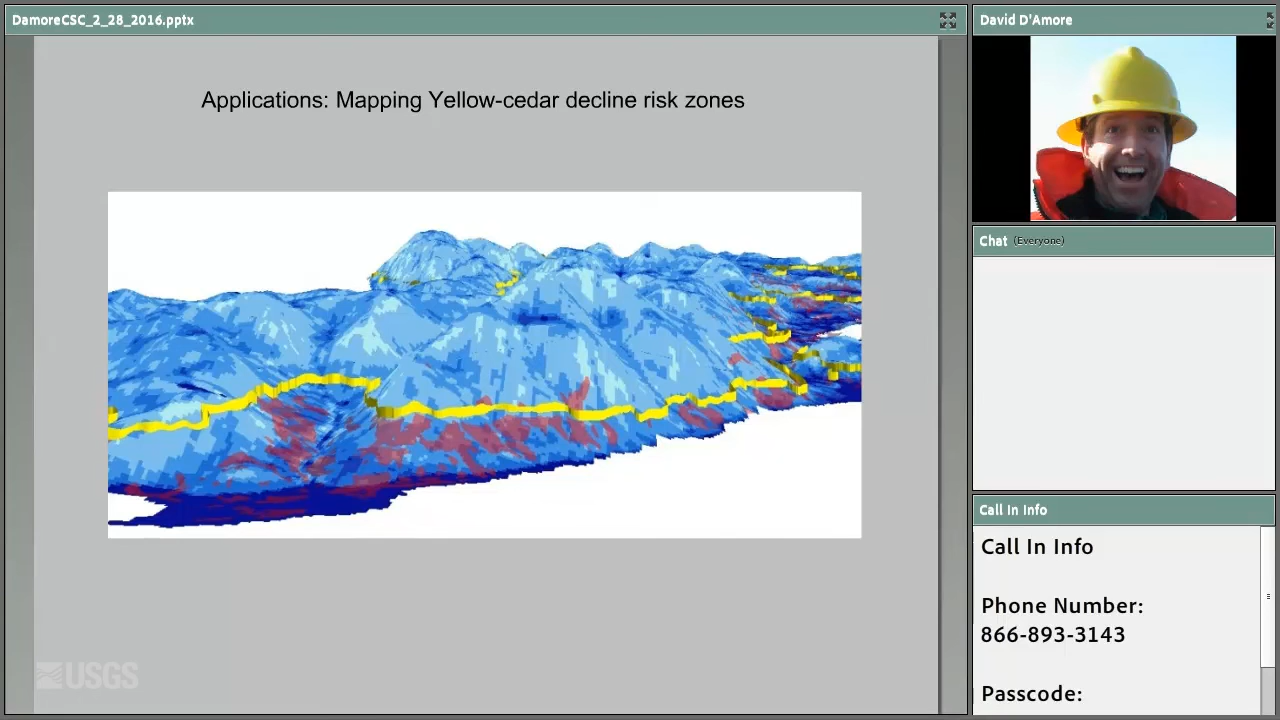 DamoreCSC_2_28_2016.pptx
Applications: Mapping Yellow-cedar decline risk zones
USGS
David D'Amore
Chat (Everyone)
Call In Info
Call In Info
Phone Number:
866-893-3143
Passcode: